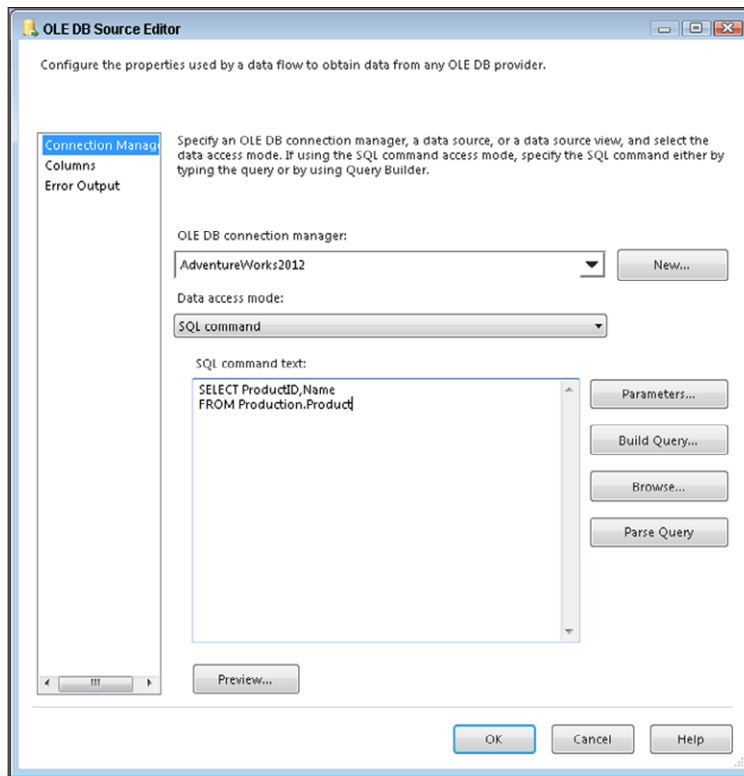 OLE DB Source Editor
Configure the properties used by a data flow to obtain data from any OLE DB provider.
Connection Manag
Columns
Error Output
Specify an OLE DB connection manager, a data source, or a data source view, and select the
data access mode. If using the SQL command access mode, specify the SQL command either by
typing the query or by using Query Builder.
OLE DB connection manager:
AdventureWorks2012
New...
Data access mode:
SQL command
SQL command text:
SELECT ProductID,Name
FROM Production.Product
Parameters...
Build Query...
Browse...
Parse Query
Preview...
OK
Cancel
Help